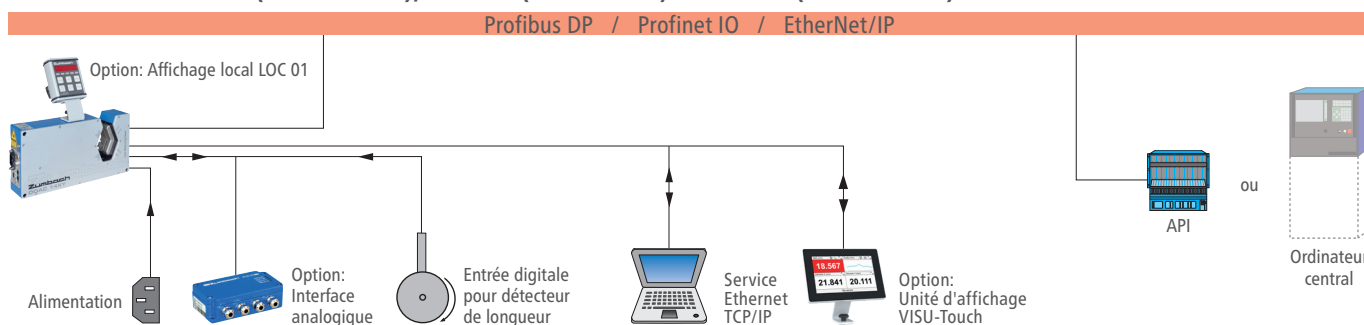 Profibus DP / Profinet IO / EtherNet/IP
Option: Affichage local LOC 01
Zumbach
ou
API
Ordinateur
central
Alimentation
Option:
Interface
analogique
Entrée digitale
pour détecteur
de longueur
Service
Ethernet
TCP/IP
18.567
21.841 20.111
Option:
Unité d'affichage
VISU-Touch